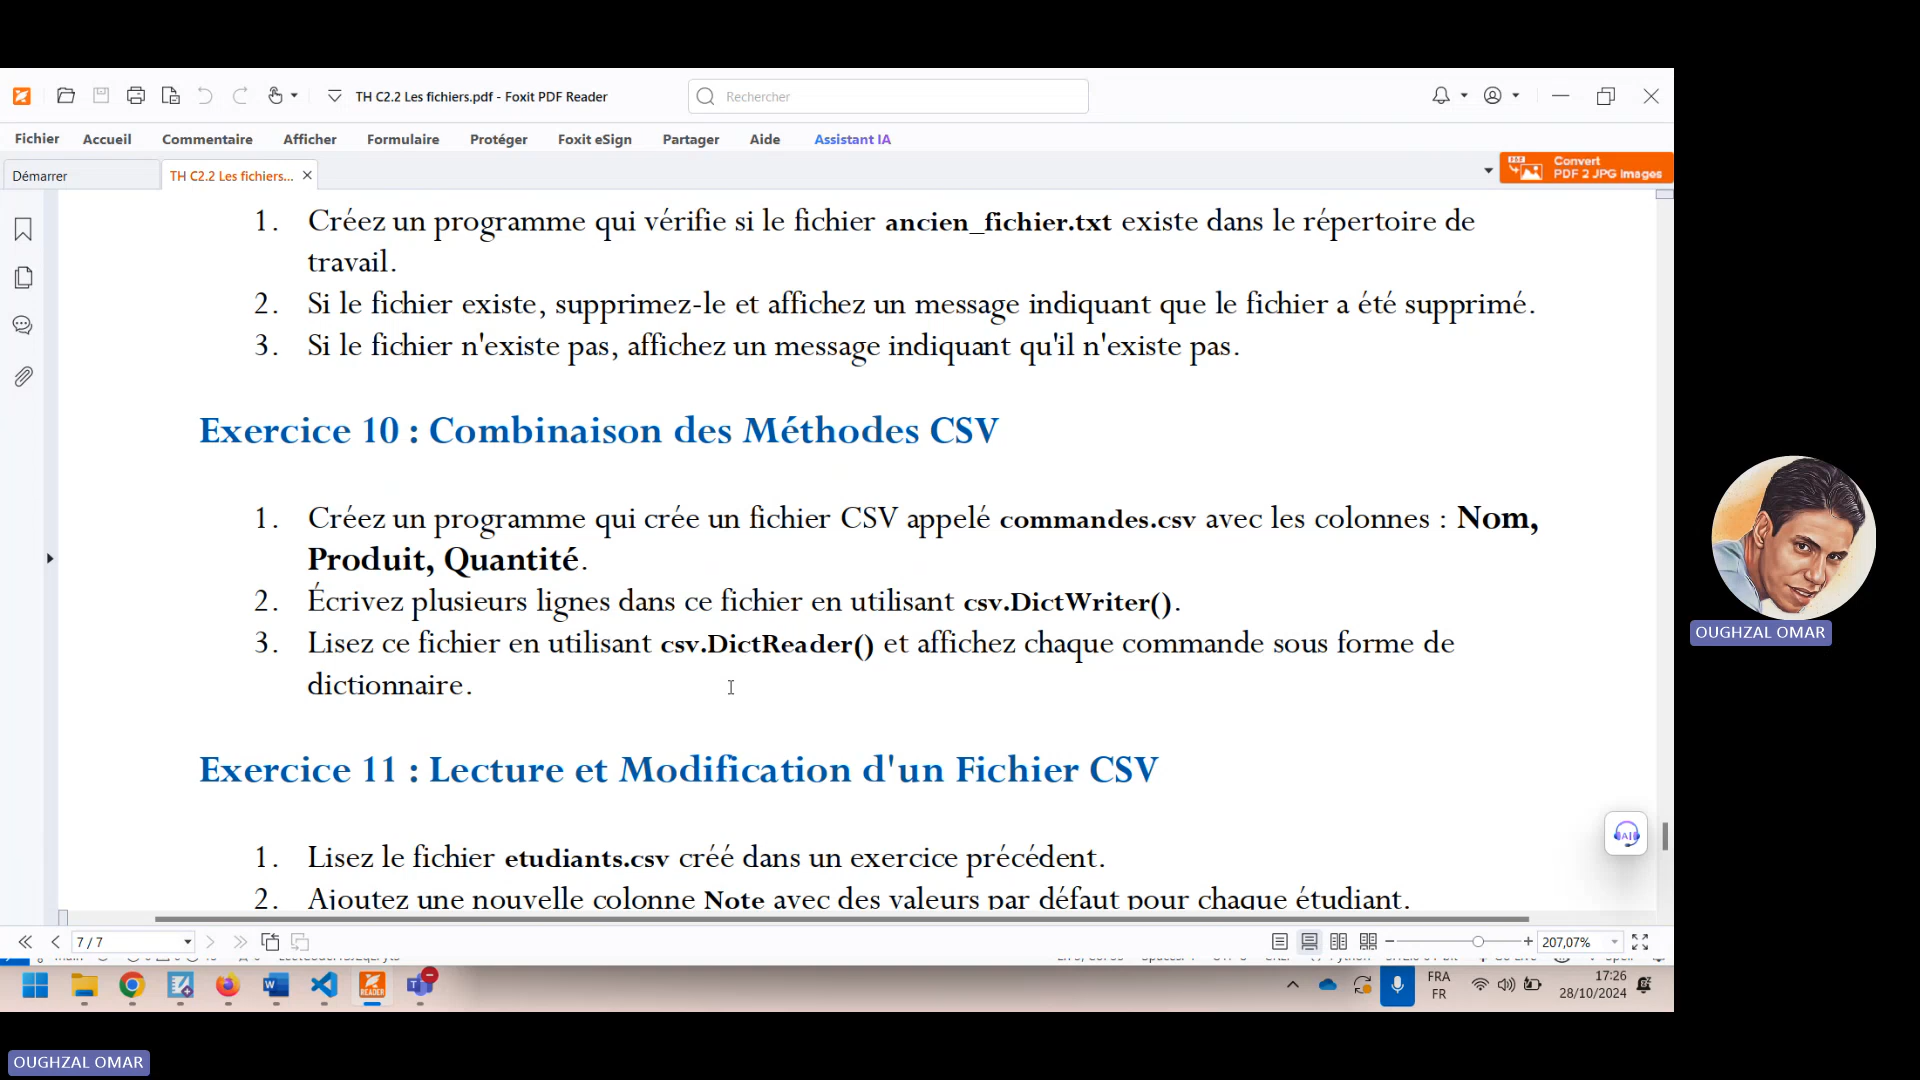 TH C2.2 Les fichiers.pdf - Foxit PDF Reader
Rechercher
Fichier Accueil Commentaire Afficher Formulaire Protéger Foxit eSign Partager Aide Assistant IA
Démarrer
TH C2.2 Les fichiers...
Convert
PDF 2 JPG Images
1. Créez un programme qui vérifie si le fichier ancien_fichier.txt existe dans le répertoire de
travail.
2. Si le fichier existe, supprimez-le et affichez un message indiquant que le fichier a été supprimé.
3. Si le fichier n'existe pas, affichez un message indiquant qu'il n'existe pas.
Exercice 10 : Combinaison des Méthodes CSV
1. Créez un programme qui crée un fichier CSV appelé commandes.csv avec les colonnes : Nom,
Produit, Quantité.
2. Écrivez plusieurs lignes dans ce fichier en utilisant csv.DictWriter().
3. Lisez ce fichier en utilisant csv.DictReader() et affichez chaque commande sous forme de
dictionnaire.
Exercice 11 : Lecture et Modification d'un Fichier CSV
1. Lisez le fichier etudiants.csv créé dans un exercice précédent.
2. Ajoutez une nouvelle colonne Note avec des valeurs par défaut pour chaque étudiant.
AI
7 / 7
207,07%
READER
FRA
FR
17:26
28/10/2024
OUGHZAL OMAR
OUGHZAL OMAR